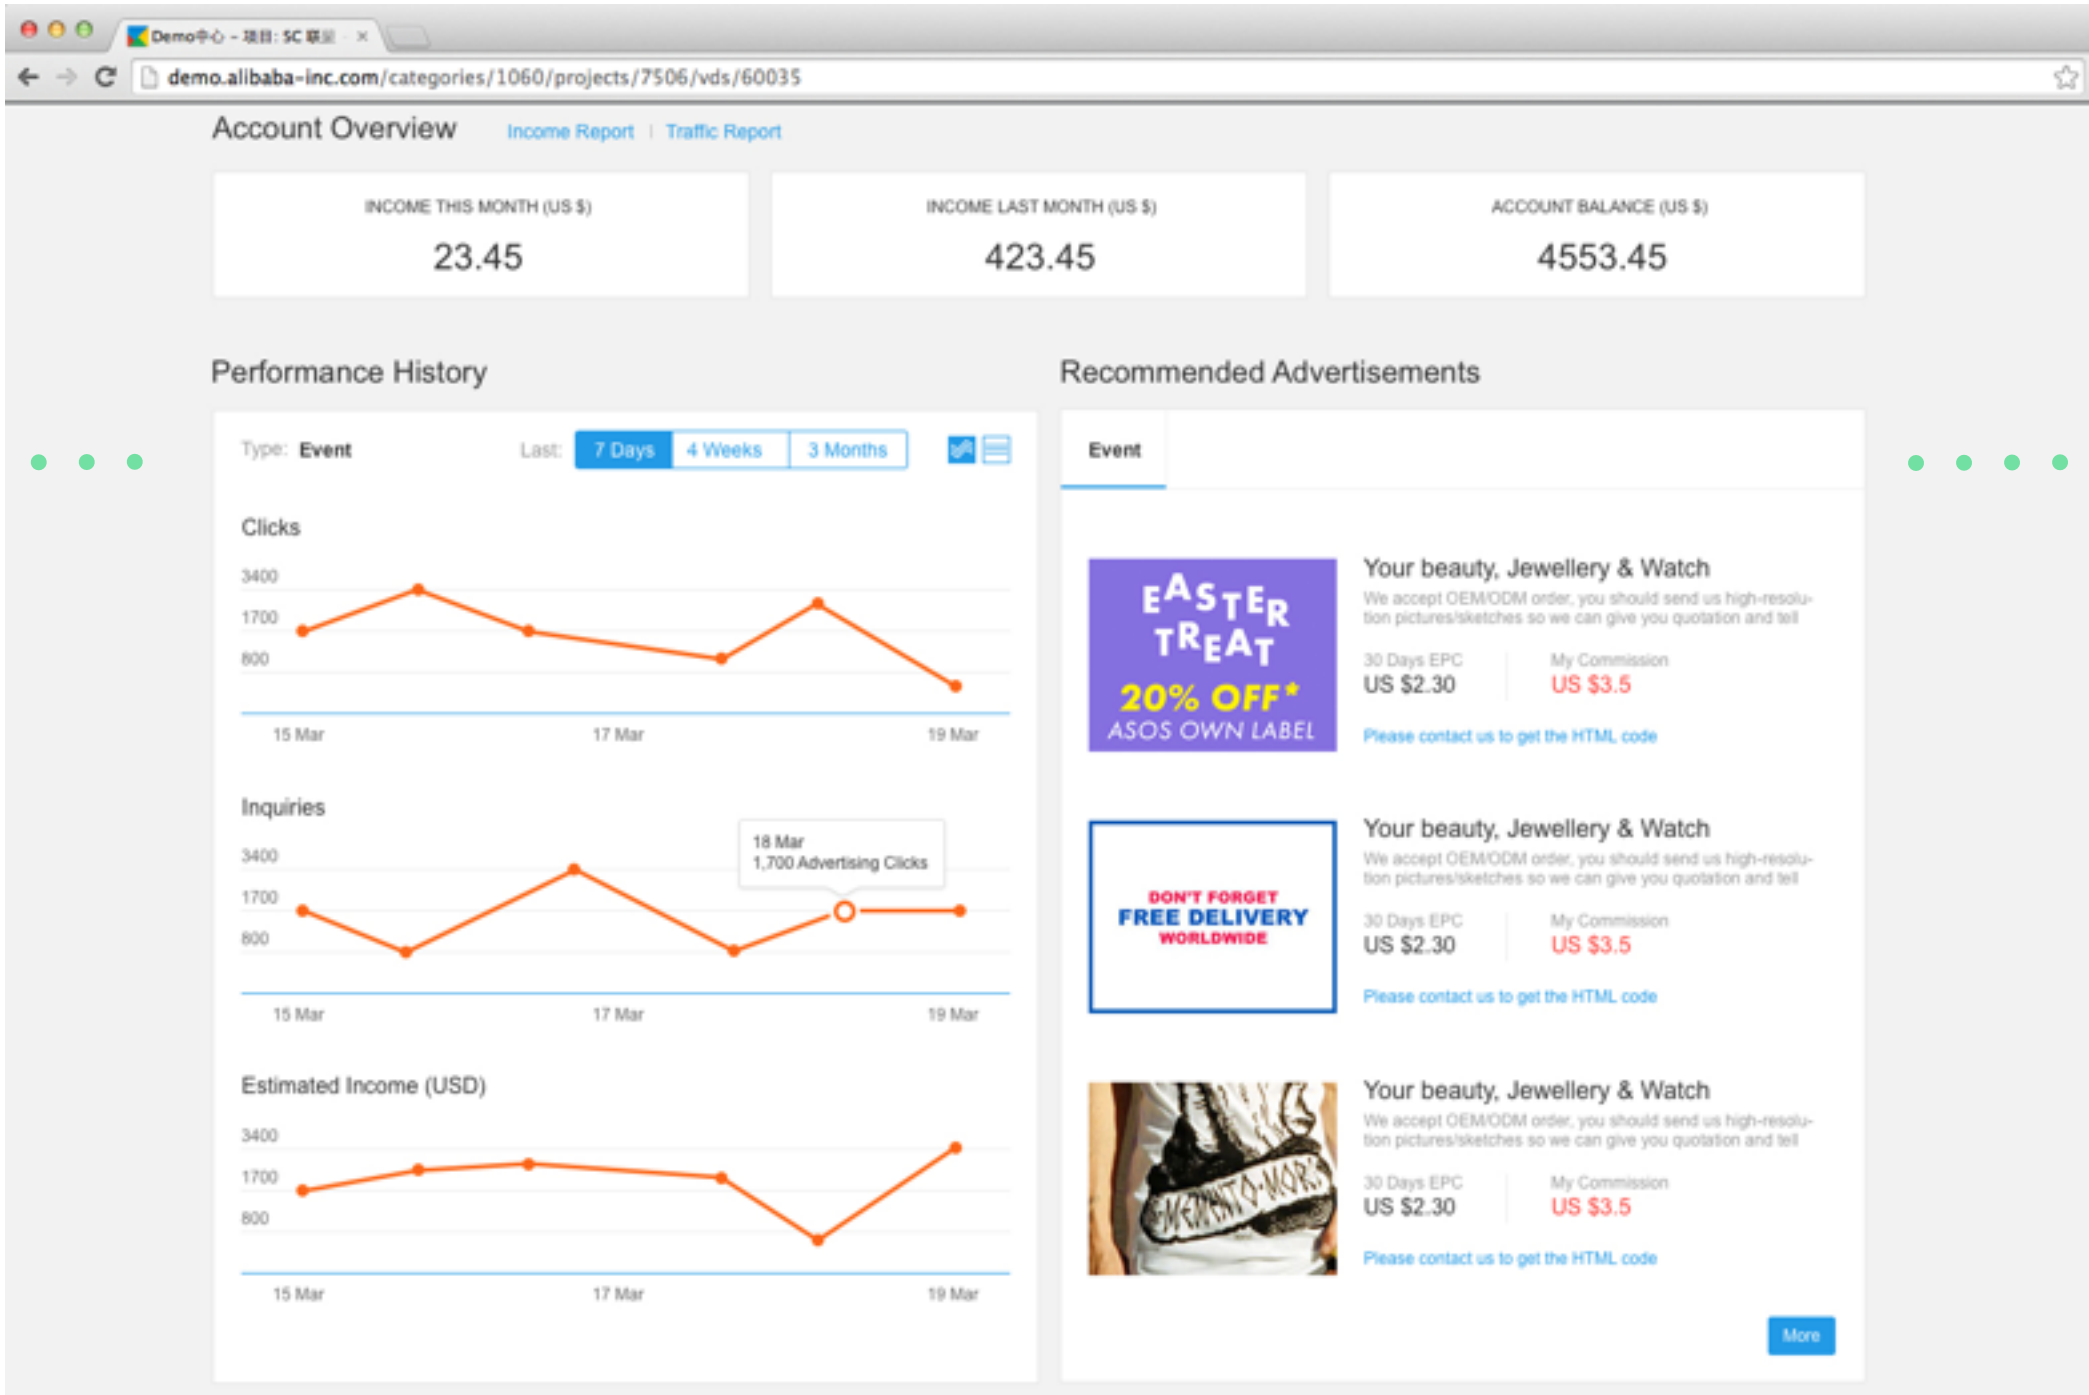 Demo中心 - 项目: SC 联盟
demo.alibaba-inc.com/categories/1060/projects/7506/vds/60035
Account Overview
Income Report | Traffic Report
INCOME THIS MONTH (US $)
23.45
INCOME LAST MONTH (US $)
423.45
ACCOUNT BALANCE (US $)
4553.45
Performance History
Type: Event
Last: 7 Days 4 Weeks 3 Months
Clicks
3400
1700
800
15 Mar 17 Mar 19 Mar
Inquiries
18 Mar
1,700 Advertising Clicks
3400
1700
800
15 Mar 17 Mar 19 Mar
Estimated Income (USD)
3400
1700
800
15 Mar 17 Mar 19 Mar
Recommended Advertisements
Event
EASTER
TREAT
20% OFF*
ASOS OWN LABEL
Your beauty, Jewellery & Watch
We accept OEM/ODM order, you should send us high-resolu-
tion pictures/sketches so we can give you quotation and tell
30 Days EPC My Commission
US $2.30 US $3.5
Please contact us to get the HTML code
DON'T FORGET
FREE DELIVERY
WORLDWIDE
Your beauty, Jewellery & Watch
We accept OEM/ODM order, you should send us high-resolu-
tion pictures/sketches so we can give you quotation and tell
30 Days EPC My Commission
US $2.30 US $3.5
Please contact us to get the HTML code
MEMENTO·MORI
Your beauty, Jewellery & Watch
We accept OEM/ODM order, you should send us high-resolu-
tion pictures/sketches so we can give you quotation and tell
30 Days EPC My Commission
US $2.30 US $3.5
Please contact us to get the HTML code
More